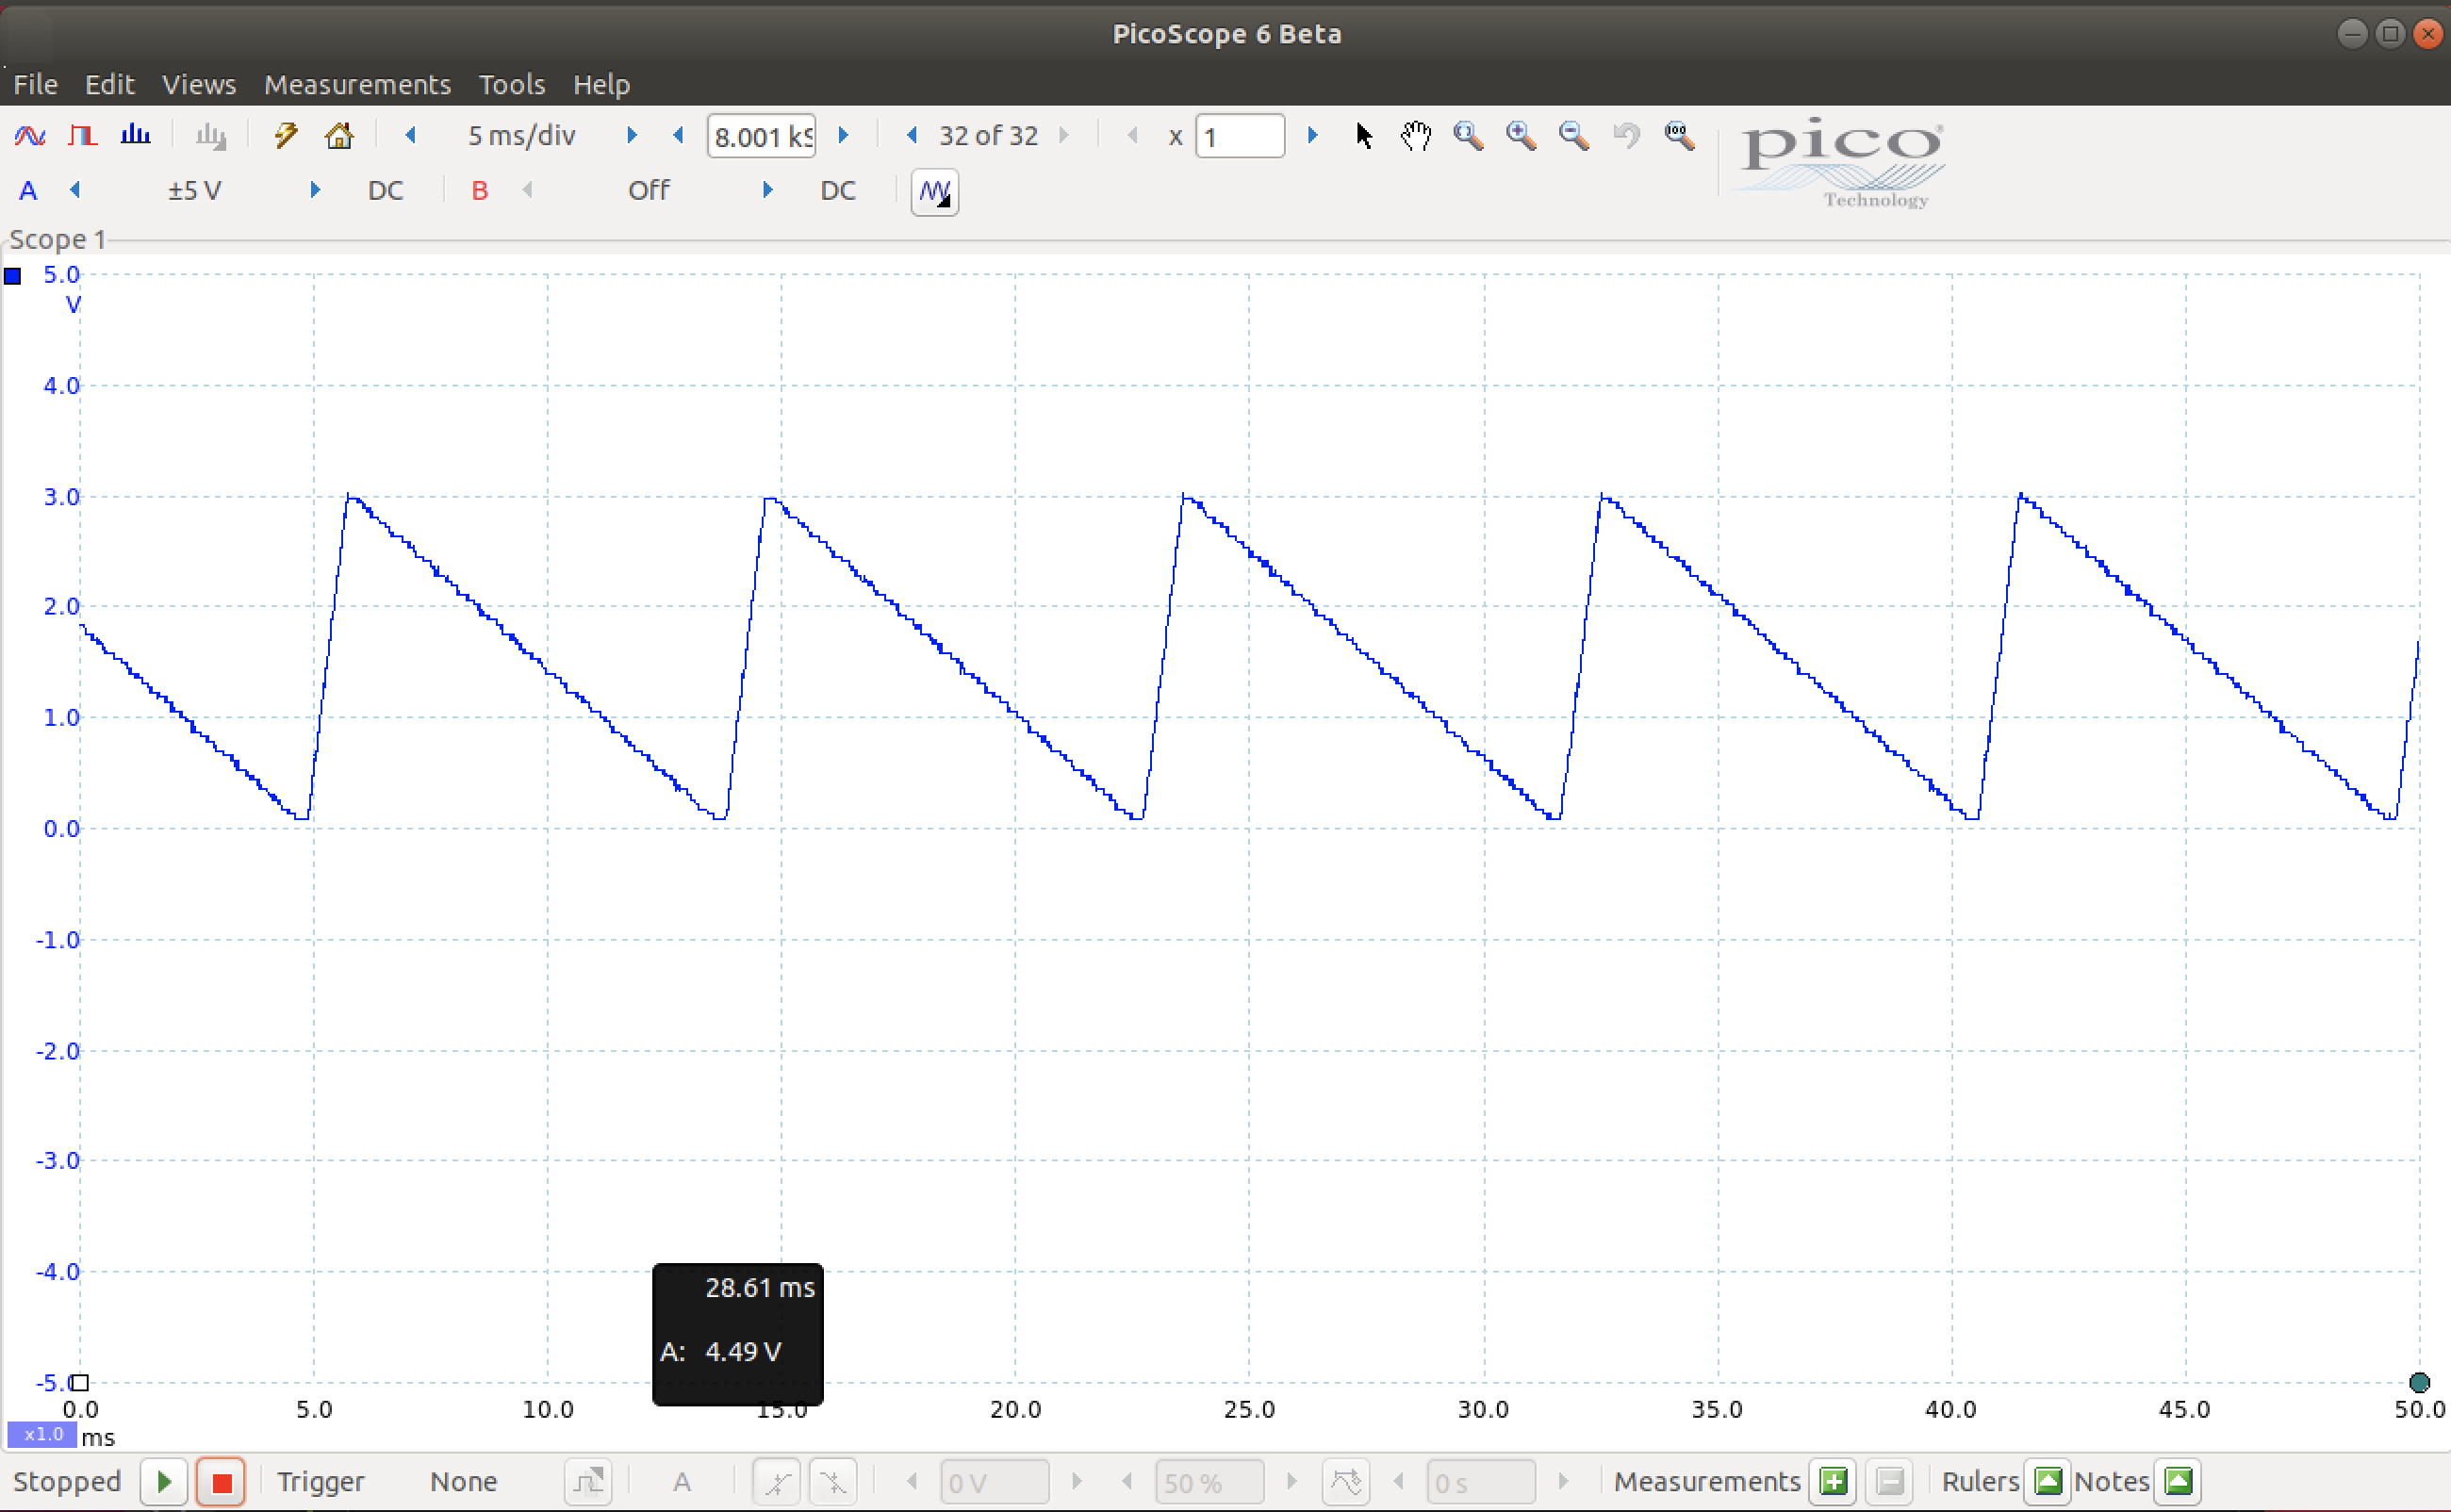 PicoScope 6 Beta
File Edit Views Measurements Tools Help
5 ms/div 8.001 kS 32 of 32 x 1 pico
A ±5 V DC B Off DC Technology
Scope 1
5.0
V
4.0
3.0
2.0
1.0
0.0
-1.0
-2.0
-3.0
-4.0
-5.0
28.61 ms
A: 4.49 V
0.0 5.0 10.0 15.0 20.0 25.0 30.0 35.0 40.0 45.0 50.0
x1.0 ms
Stopped Trigger None A 0 V 50 % 0 s Measurements Rulers Notes